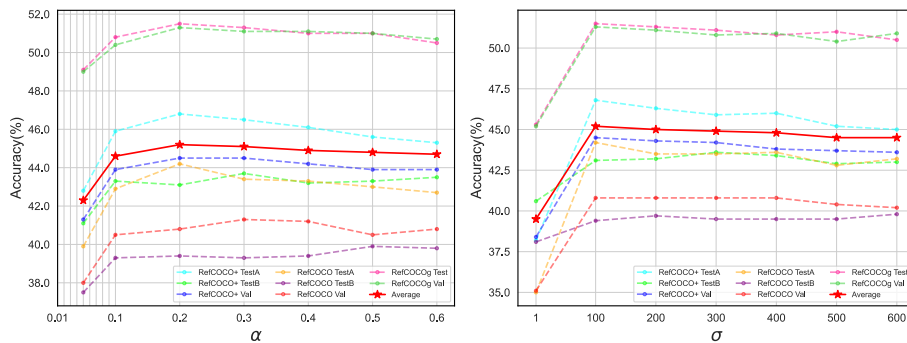 52.0
50.0
48.0
46.0
44.0
42.0
40.0
38.0
Accuracy(%)
0.01 0.1 0.2 0.3 0.4 0.5 0.6
α
RefCOCO+ TestA RefCOCO TestA RefCOCOg Test
RefCOCO+ TestB RefCOCO TestB RefCOCOg Val
RefCOCO+ Val RefCOCO Val Average
50.0
47.5
45.0
42.5
40.0
37.5
35.0
Accuracy(%)
1 100 200 300 400 500 600
σ
RefCOCO+ TestA RefCOCO TestA RefCOCOg Test
RefCOCO+ TestB RefCOCO TestB RefCOCOg Val
RefCOCO+ Val RefCOCO Val Average